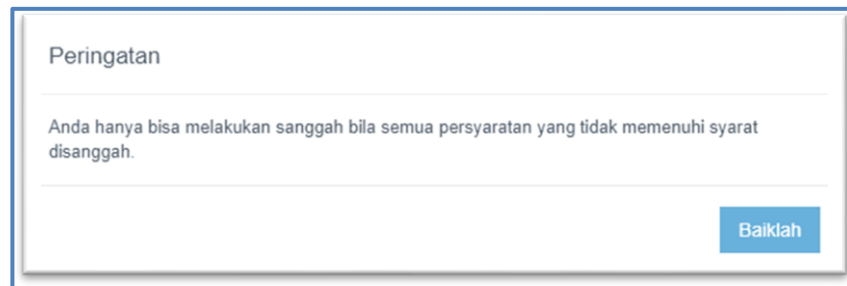 Peringatan
Anda hanya bisa melakukan sanggah bila semua persyaratan yang tidak memenuhi syarat
disanggah.
Baiklah